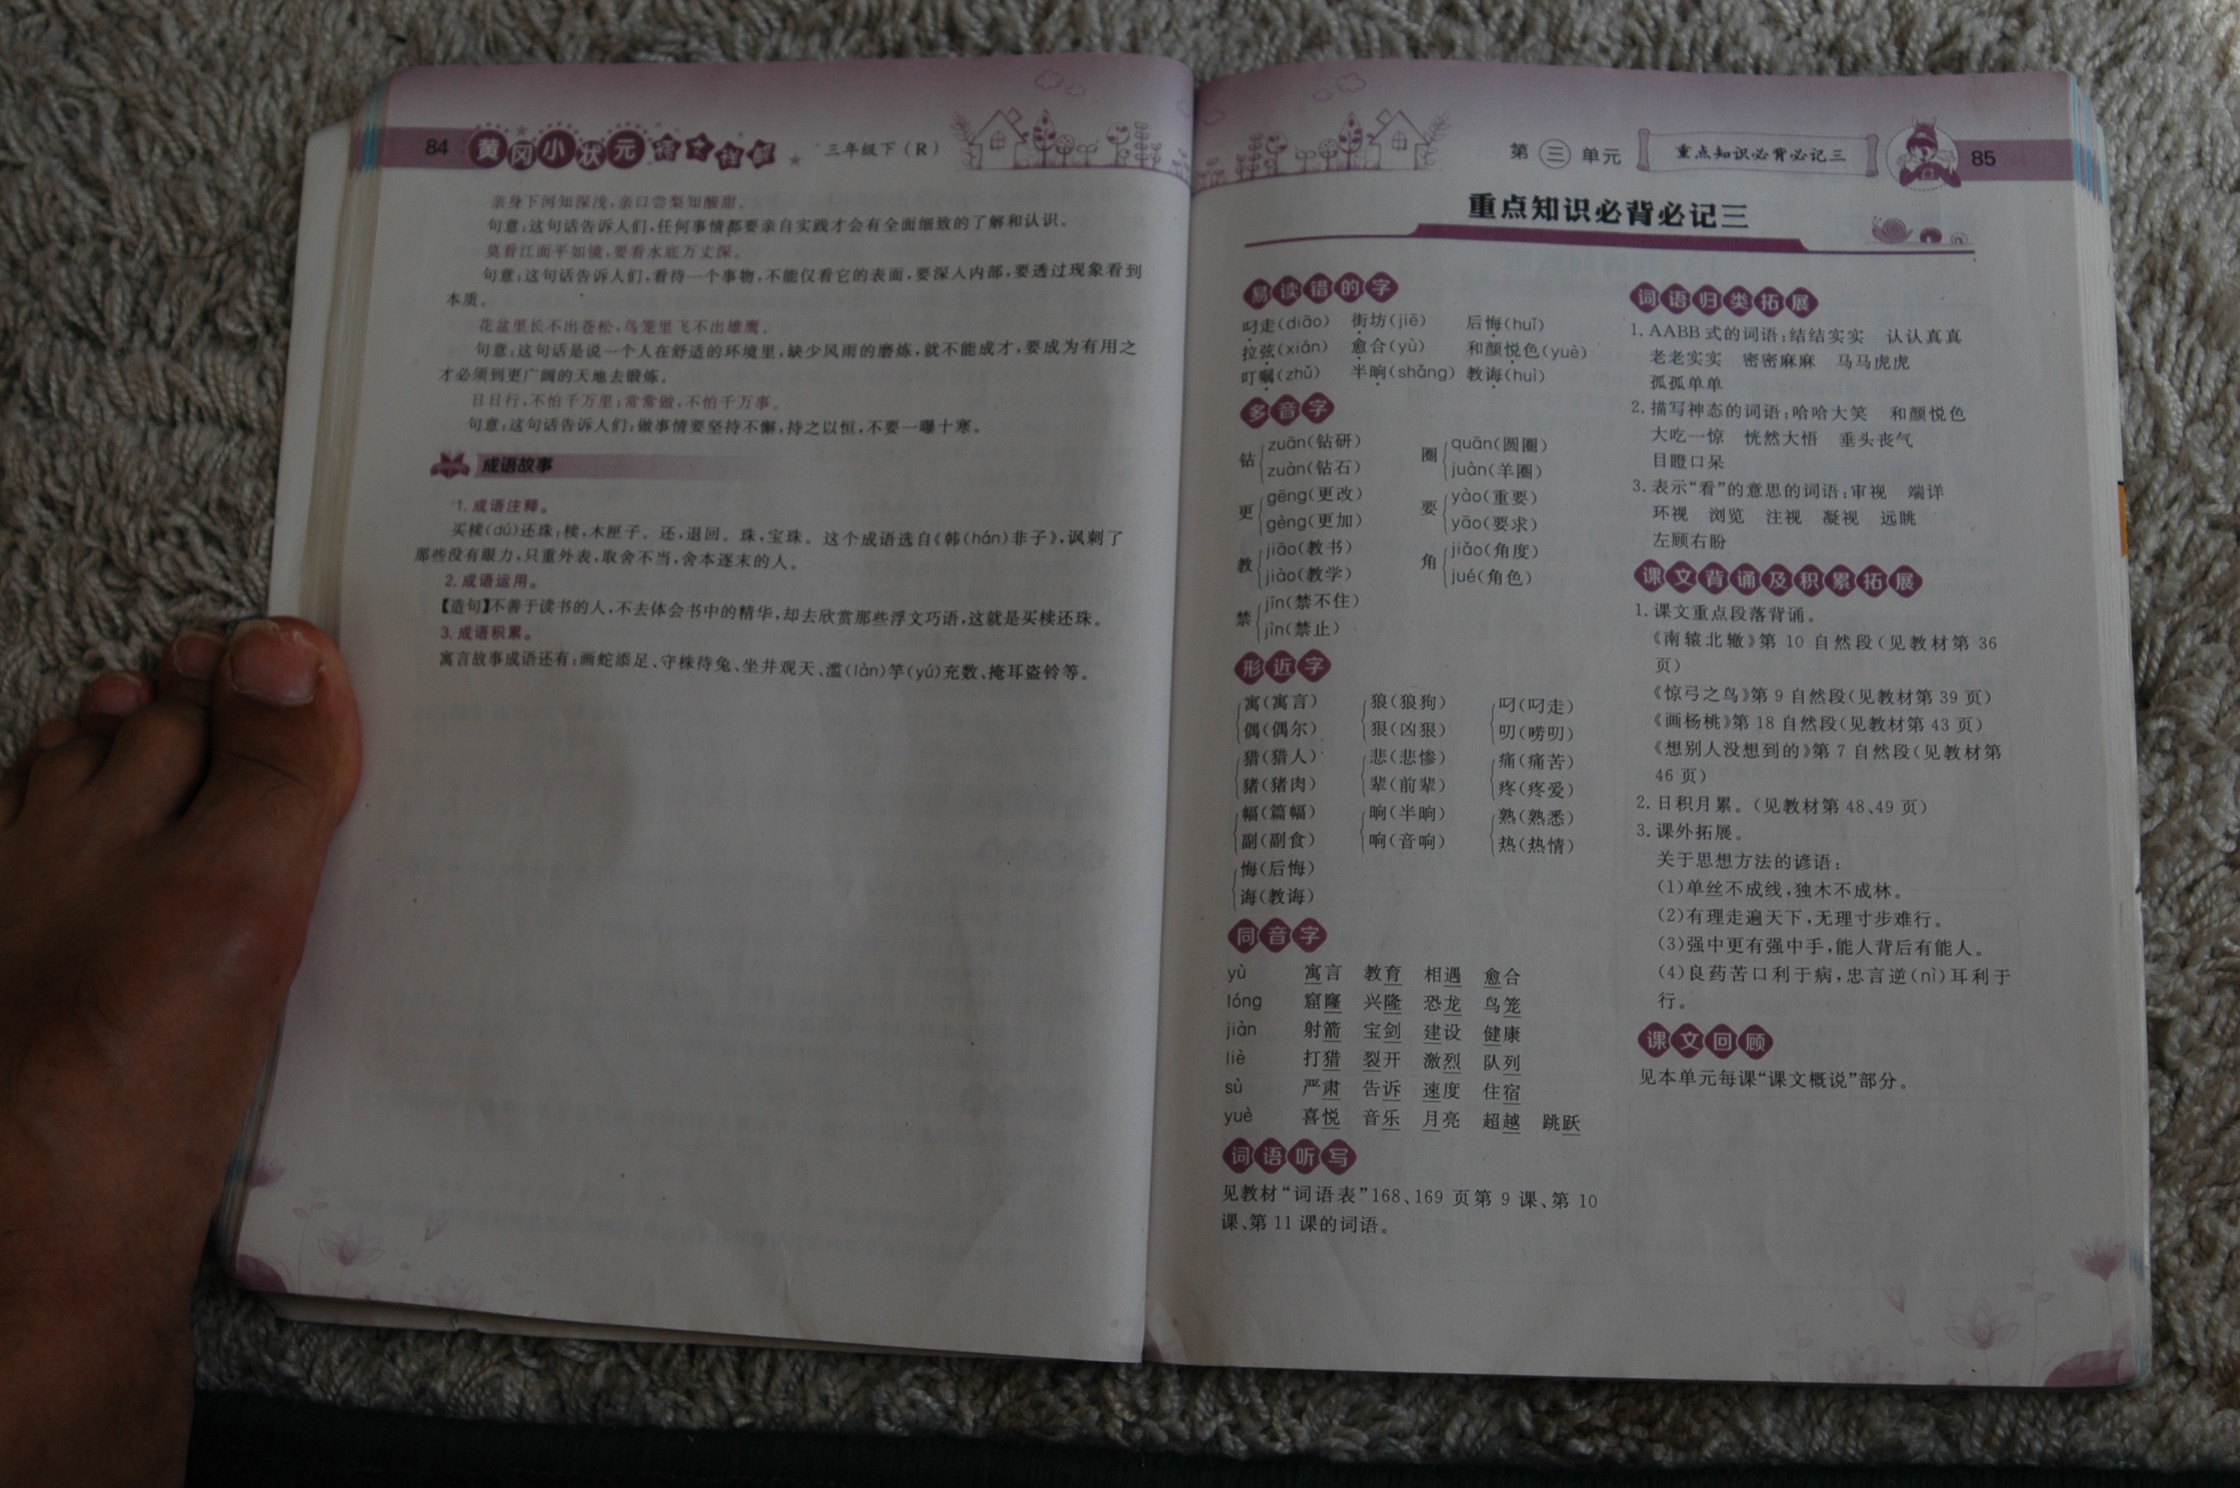 84 黄冈小状元 三年级下(R)
亲身下河知深浅,亲口尝梨知酸甜。
句意:这句话告诉人们,任何事情都要亲自实践才会有全面细致的了解和认识。
莫看江面平如镜,要看水底万丈深。
句意:这句话告诉人们,看待一个事物,不能仅看它的表面,要深入内部,要透过现象看到
本质。
花盆里长不出苍松,鸟笼里飞不出雄鹰。
句意:这句话是说一个人在舒适的环境里,缺少风雨的磨炼,就不能成才,要成为有用之
才必须到更广阔的天地去锻炼。
日日行,不怕千万里;常常做,不怕千万事。
句意:这句话告诉人们:做事情要坚持不懈,持之以恒,不要一曝十寒。
成语故事
1. 成语注释。
买椟(dú)还珠:椟,木匣子。还,退回。珠,宝珠。这个成语选自《韩(hán)非子》,讽刺了
那些没有眼力,只重外表,取舍不当,舍本逐末的人。
2. 成语运用。
【造句】不善于读书的人,不去体会书中的精华,却去欣赏那些浮文巧语,这就是买椟还珠。
3. 成语积累。
寓言故事成语还有:画蛇添足、守株待兔、坐井观天、滥(làn)竽(yú)充数、掩耳盗铃等。
第三单元 重点知识必背必记三 85
重点知识必背必记三
易读错的字
叼走(diāo) 街坊(jiē) 后悔(huǐ)
拉弦(xián) 愈合(yù) 和颜悦色(yuè)
叮嘱(zhǔ) 半晌(shǎng) 教诲(huì)
多音字
钻 zuān(钻研) 圈 quān(圆圈)
zuàn(钻石) juàn(羊圈)
更 gēng(更改) 要 yào(重要)
gèng(更加) yāo(要求)
教 jiāo(教书) 角 jiǎo(角度)
jiào(教学) jué(角色)
禁 jīn(禁不住)
jìn(禁止)
形近字
寓(寓言) 狼(狼狗) 叼(叼走)
偶(偶尔) 狠(凶狠) 叨(唠叨)
猎(猎人) 悲(悲惨) 痛(痛苦)
猪(猪肉) 辈(前辈) 疼(疼爱)
幅(篇幅) 晌(半晌) 熟(熟悉)
副(副食) 响(音响) 热(热情)
悔(后悔)
诲(教诲)
同音字
yù 寓言 教育 相遇 愈合
lóng 窟窿 兴隆 恐龙 鸟笼
jiàn 射箭 宝剑 建设 健康
liè 打猎 裂开 激烈 队列
sù 严肃 告诉 速度 住宿
yuè 喜悦 音乐 月亮 超越 跳跃
词语听写
见教材“词语表”168、169页第9课、第10
课、第11课的词语。
词语归类拓展
1. AABB式的词语:结结实实 认认真真
老老实实 密密麻麻 马马虎虎
孤孤单单
2. 描写神态的词语:哈哈大笑 和颜悦色
大吃一惊 恍然大悟 垂头丧气
目瞪口呆
3. 表示“看”的意思的词语:审视 端详
环视 浏览 注视 凝视 远眺
左顾右盼
课文背诵及积累拓展
1. 课文重点段落背诵。
《南辕北辙》第10自然段(见教材第36
页)
《惊弓之鸟》第9自然段(见教材第39页)
《画杨桃》第18自然段(见教材第43页)
《想别人没想到的》第7自然段(见教材第
46页)
2. 日积月累。(见教材第48、49页)
3. 课外拓展。
关于思想方法的谚语:
(1)单丝不成线,独木不成林。
(2)有理走遍天下,无理寸步难行。
(3)强中更有强中手,能人背后有能人。
(4)良药苦口利于病,忠言逆(nì)耳利于
行。
课文回顾
见本单元每课“课文概说”部分。